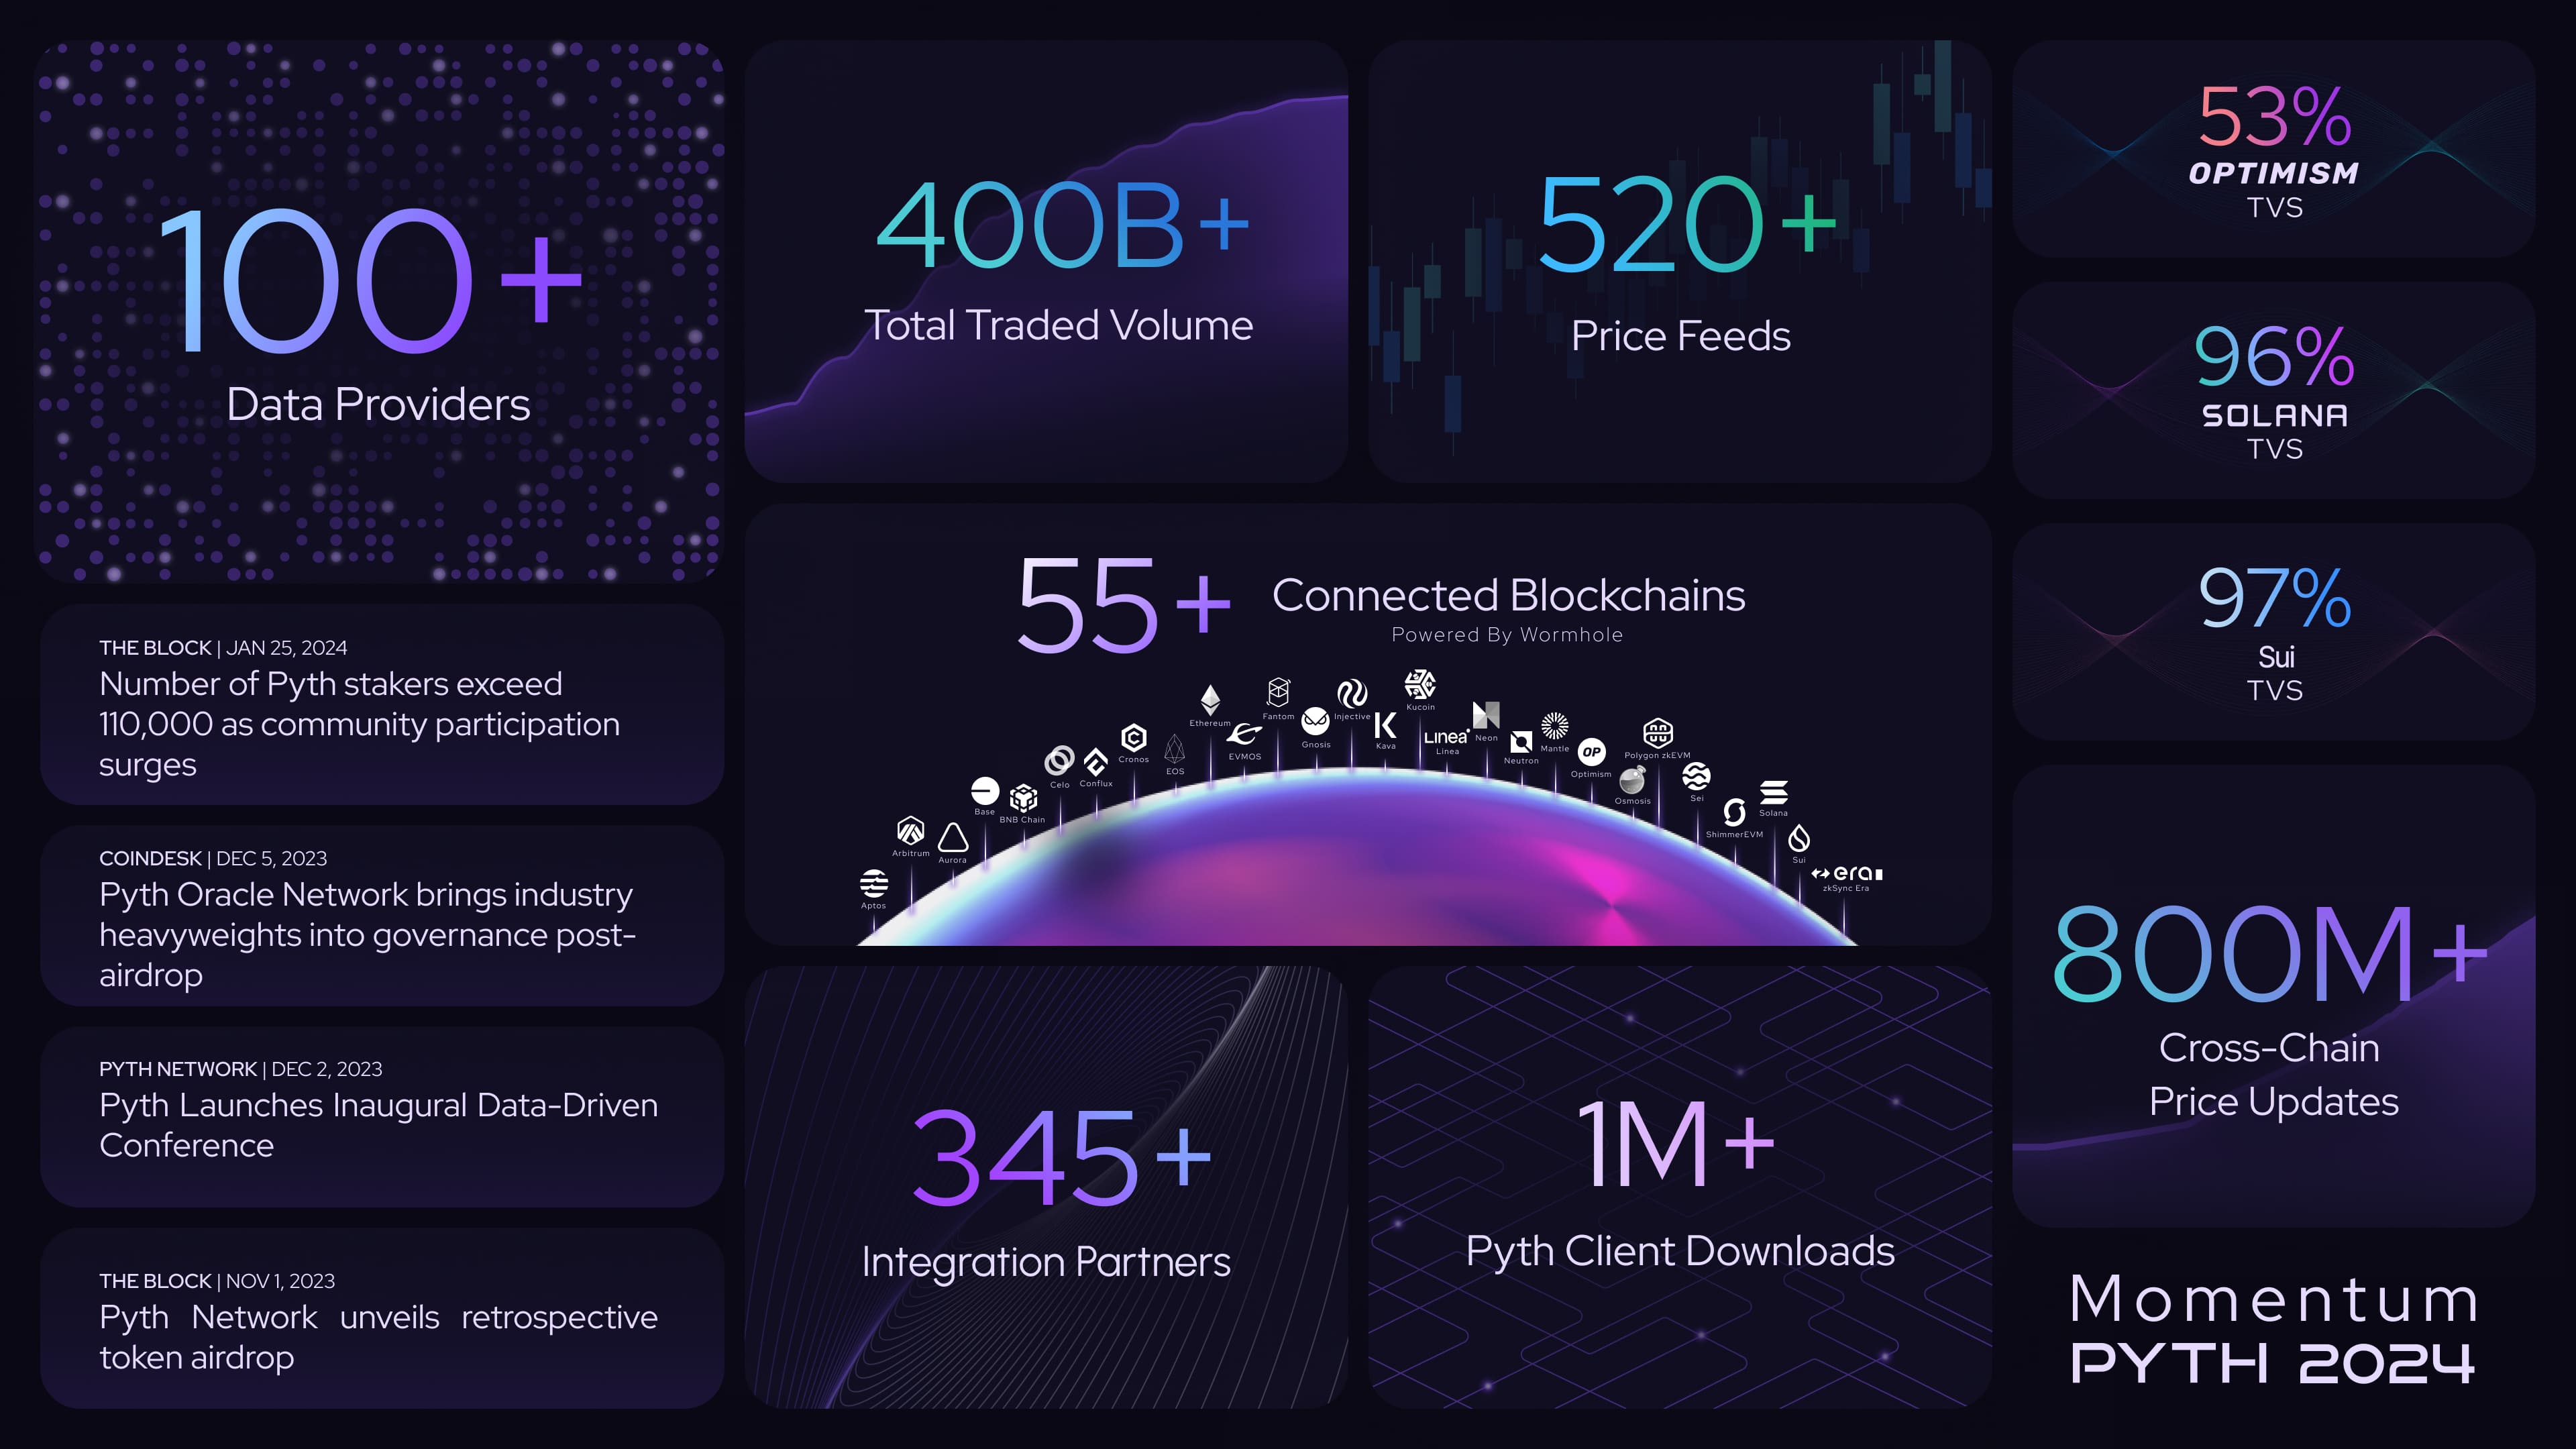 100+
Data Providers
THE BLOCK | JAN 25, 2024
Number of Pyth stakers exceed
110,000 as community participation
surges
COINDESK | DEC 5, 2023
Pyth Oracle Network brings industry
heavyweights into governance post-
airdrop
PYTH NETWORK | DEC 2, 2023
Pyth Launches Inaugural Data-Driven
Conference
THE BLOCK | NOV 1, 2023
Pyth Network unveils retrospective
token airdrop
400B+
Total Traded Volume
520+
Price Feeds
55+
Connected Blockchains
Powered By Wormhole
Aptos
Arbitrum
Aurora
Base
BNB Chain
Celo
Conflux
Cronos
EOS
Ethereum
EVMOS
Fantom
Gnosis
Injective
K
Kava
Kucoin
LINEA
Linea
Neon
Neutron
Mantle
OP
Optimism
Osmosis
Polygon zkEVM
Sei
ShimmerEVM
Solana
Sui
era
zkSync Era
345+
Integration Partners
1M+
Pyth Client Downloads
53%
OPTIMISM
TVS
96%
SOLANA
TVS
97%
Sui
TVS
800M+
Cross-Chain
Price Updates
Momentum
PYTH 2024